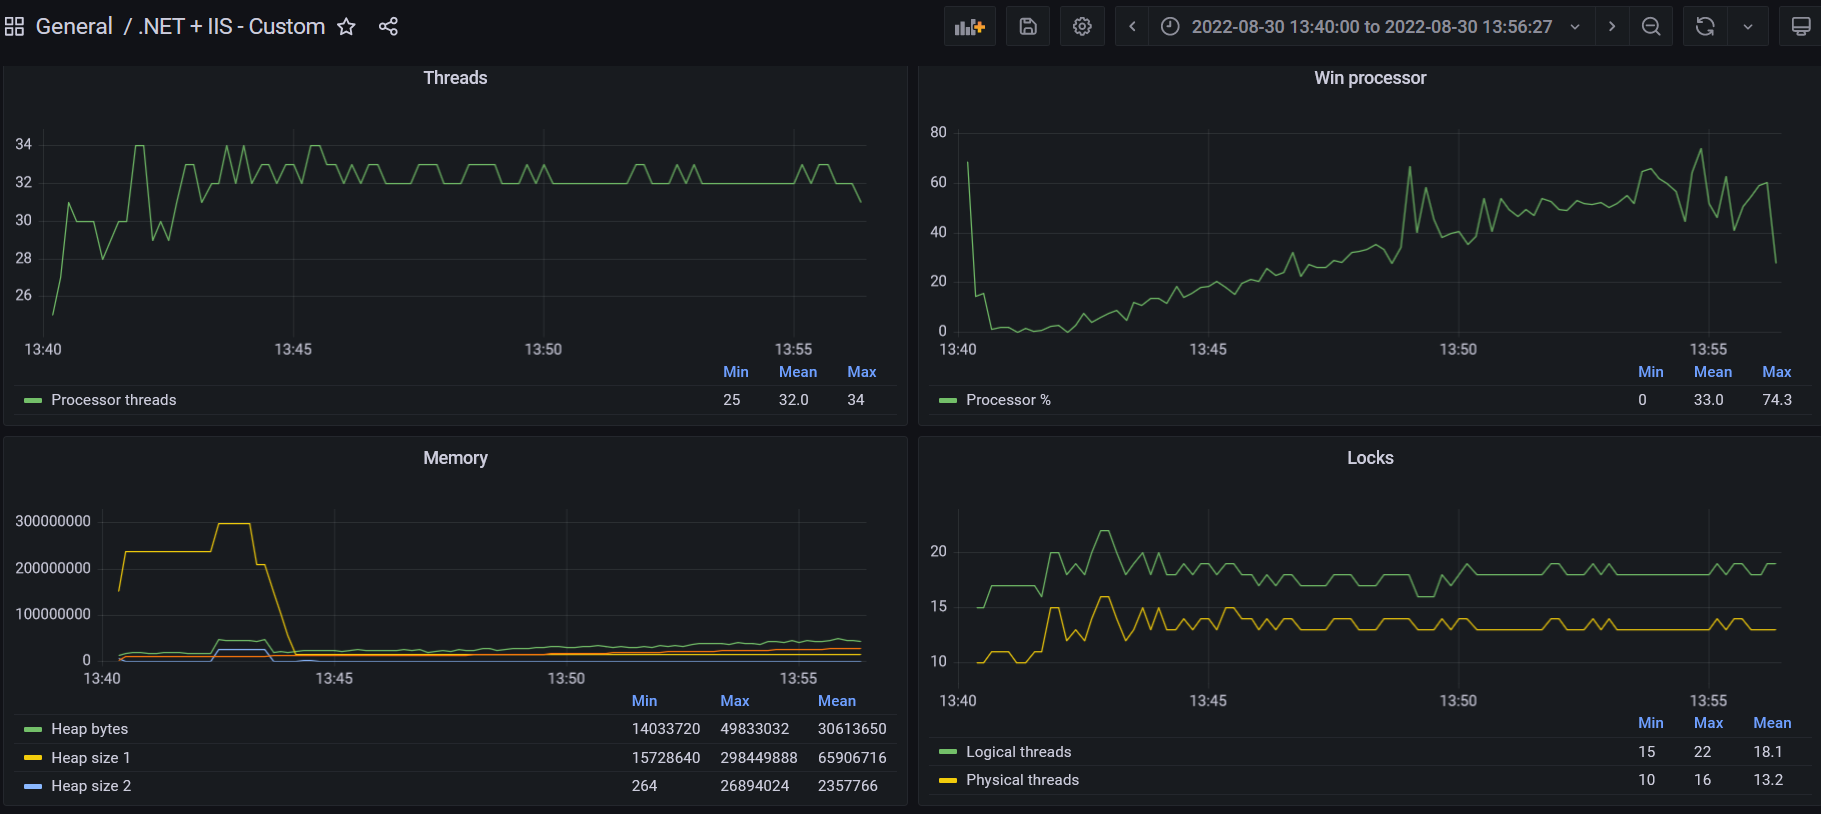 General / .NET + IIS - Custom
2022-08-30 13:40:00 to 2022-08-30 13:56:27
Threads
34
32
30
28
26
13:40 13:45 13:50 13:55
Min Mean Max
Processor threads 25 32.0 34
Win processor
80
60
40
20
0
13:40 13:45 13:50 13:55
Min Mean Max
Processor % 0 33.0 74.3
Memory
300000000
200000000
100000000
0
13:40 13:45 13:50 13:55
Min Max Mean
Heap bytes 14033720 49833032 30613650
Heap size 1 15728640 298449888 65906716
Heap size 2 264 26894024 2357766
Locks
20
15
10
13:40 13:45 13:50 13:55
Min Max Mean
Logical threads 15 22 18.1
Physical threads 10 16 13.2